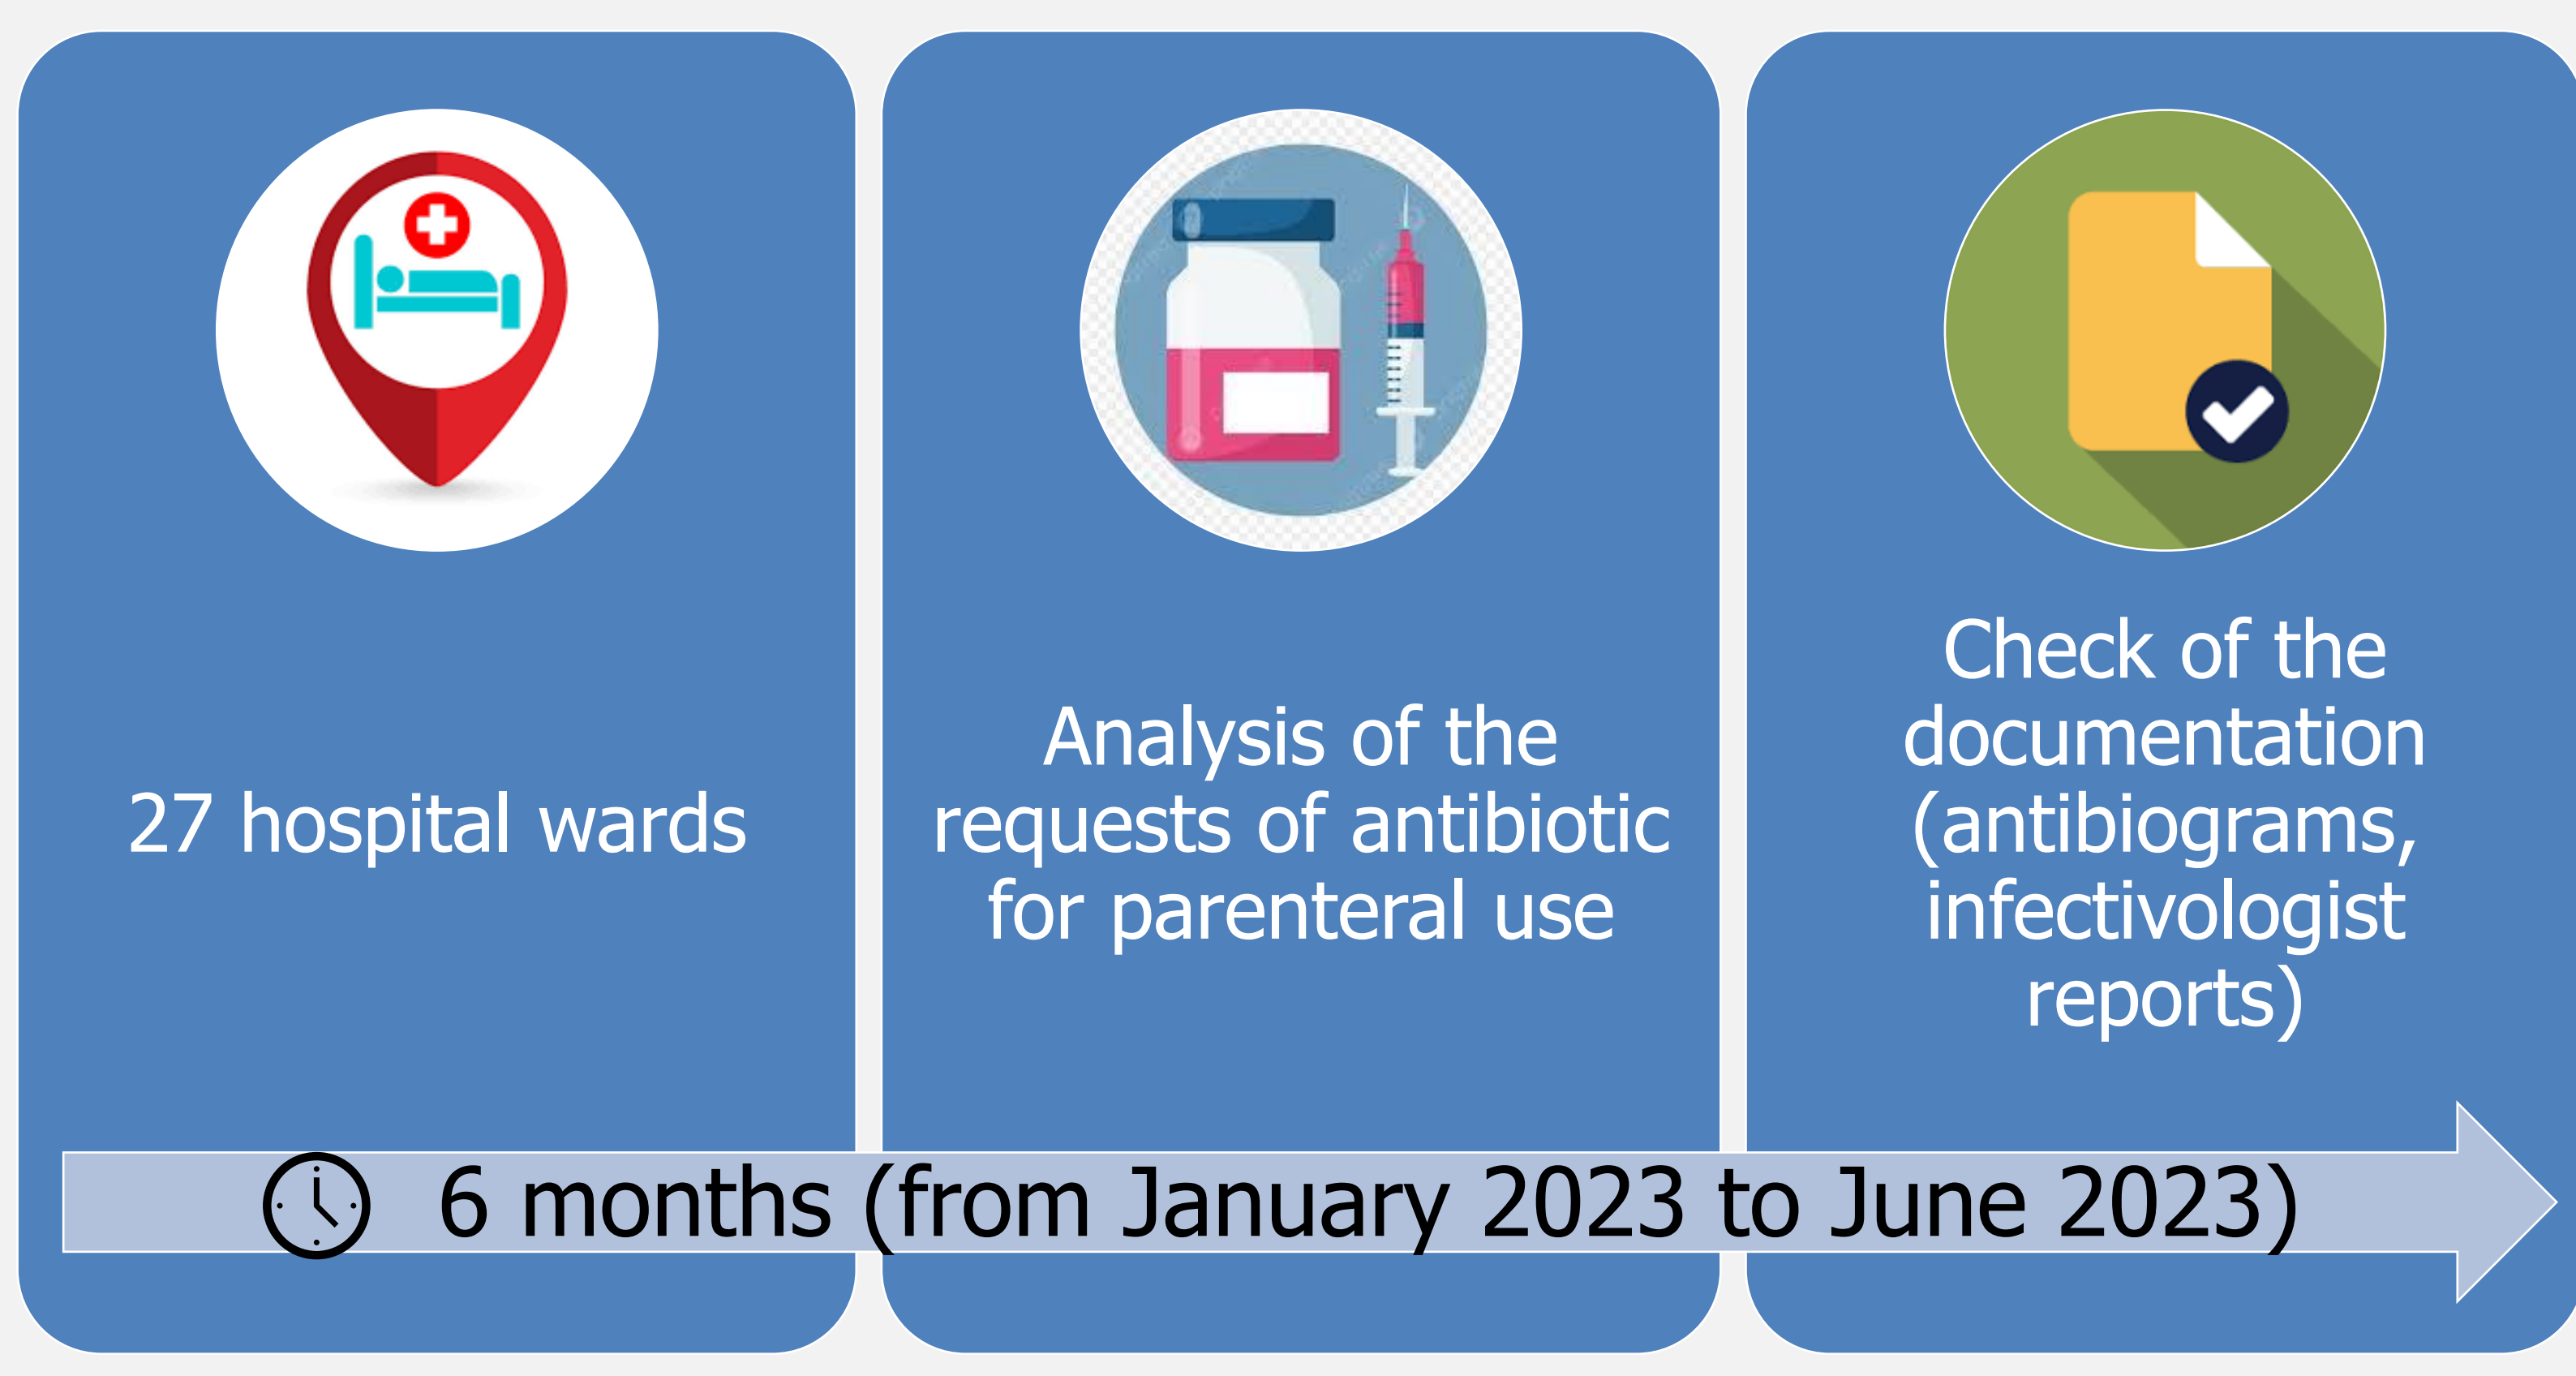 27 hospital wards
Analysis of the
requests of antibiotic
for parenteral use
Check of the
documentation
(antibiograms,
infectivologist
reports)
6 months (from January 2023 to June 2023)